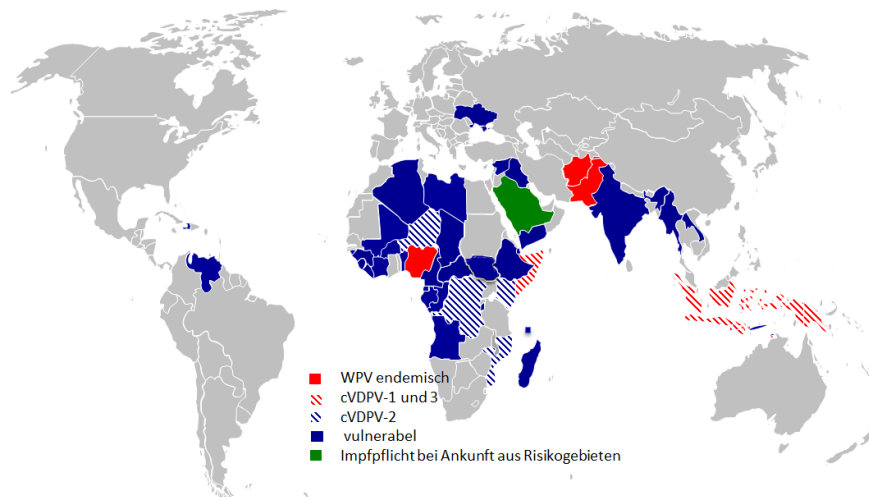 WPV endemisch
cVDPV-1 und 3
cVDPV-2
vulnerabel
Impfpflicht bei Ankunft aus Risikogebieten